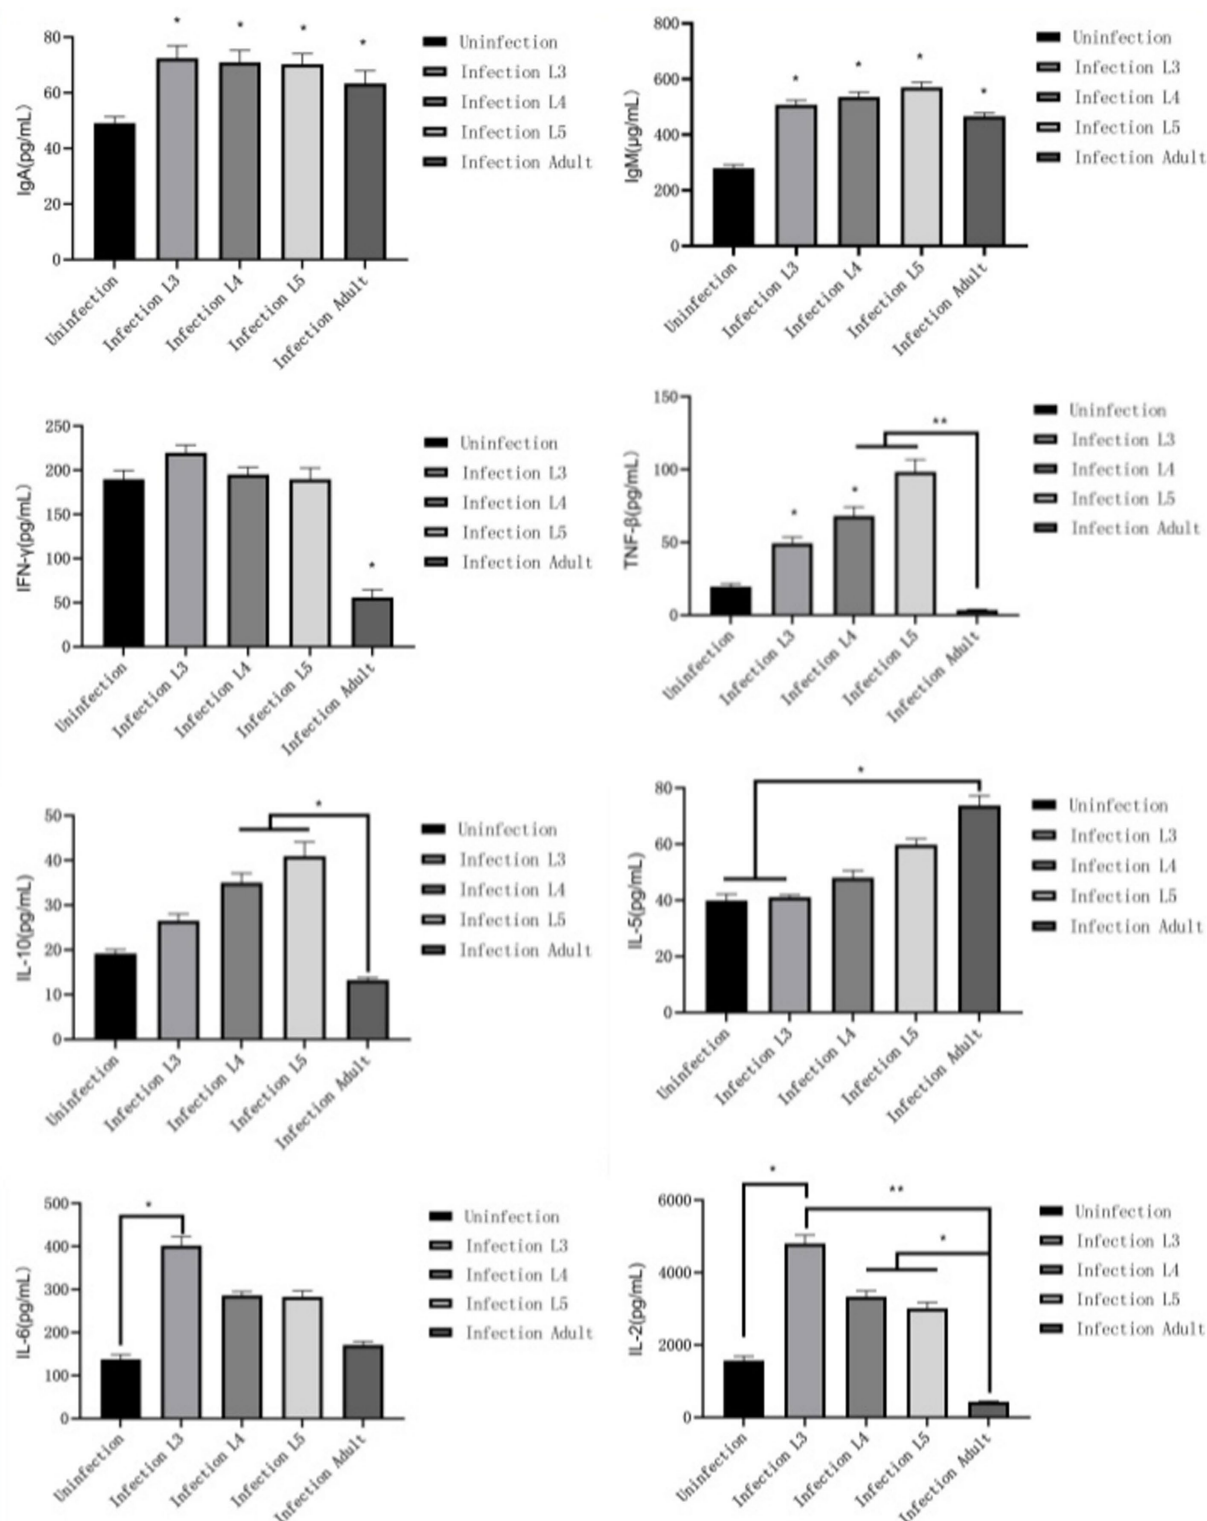 IgA(pg/mL)
80
60
40
20
0
*
*
*
*
Uninfection
Infection L3
Infection L4
Infection L5
Infection Adult
Uninfection
Infection L3
Infection L4
Infection L5
Infection Adult
IgM(μg/mL)
800
600
400
200
0
*
*
*
*
Uninfection
Infection L3
Infection L4
Infection L5
Infection Adult
Uninfection
Infection L3
Infection L4
Infection L5
Infection Adult
IFN-γ(pg/mL)
250
200
150
100
50
0
*
Uninfection
Infection L3
Infection L4
Infection L5
Infection Adult
Uninfection
Infection L3
Infection L4
Infection L5
Infection Adult
TNF-β(pg/mL)
150
100
50
0
*
*
**
Uninfection
Infection L3
Infection L4
Infection L5
Infection Adult
Uninfection
Infection L3
Infection L4
Infection L5
Infection Adult
IL-10(pg/mL)
50
40
30
20
10
0
*
Uninfection
Infection L3
Infection L4
Infection L5
Infection Adult
Uninfection
Infection L3
Infection L4
Infection L5
Infection Adult
IL-5(pg/mL)
80
60
40
20
0
*
Uninfection
Infection L3
Infection L4
Infection L5
Infection Adult
Uninfection
Infection L3
Infection L4
Infection L5
Infection Adult
IL-6(pg/mL)
500
400
300
200
100
0
*
Uninfection
Infection L3
Infection L4
Infection L5
Infection Adult
Uninfection
Infection L3
Infection L4
Infection L5
Infection Adult
IL-2(pg/mL)
6000
4000
2000
0
*
**
*
Uninfection
Infection L3
Infection L4
Infection L5
Infection Adult
Uninfection
Infection L3
Infection L4
Infection L5
Infection Adult